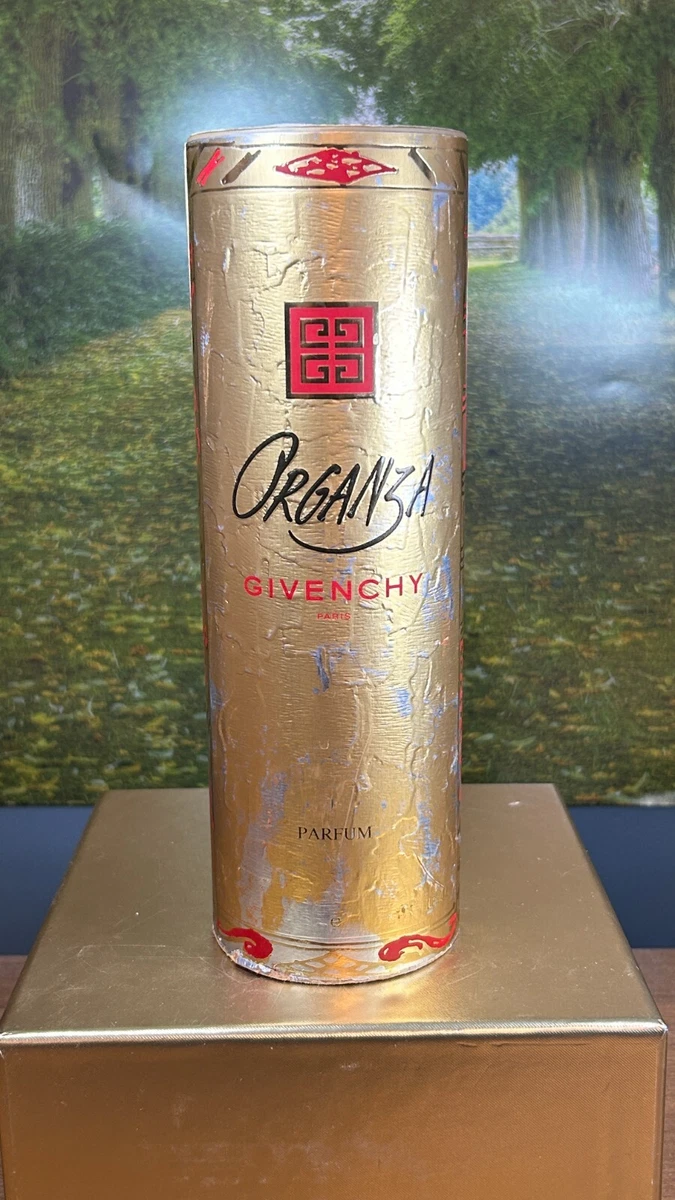 ORGANZA
GIVENCHY
PARIS
PARFUM
e